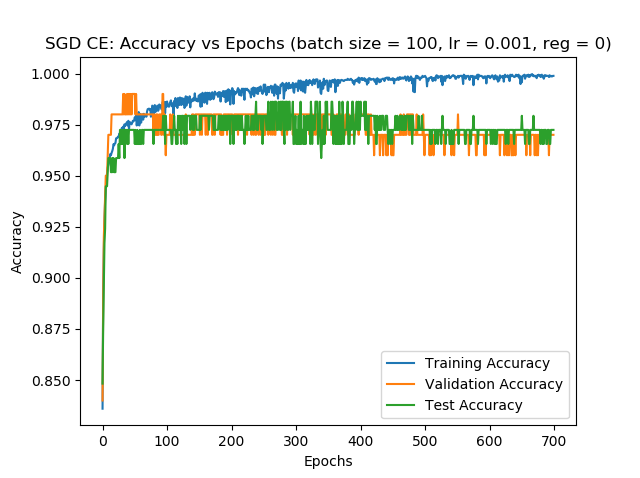 SGD CE: Accuracy vs Epochs (batch size = 100, lr = 0.001, reg = 0)
1.000
0.975
0.950
0.925
0.900
0.875
0.850
Accuracy
Training Accuracy
Validation Accuracy
Test Accuracy
0 100 200 300 400 500 600 700
Epochs